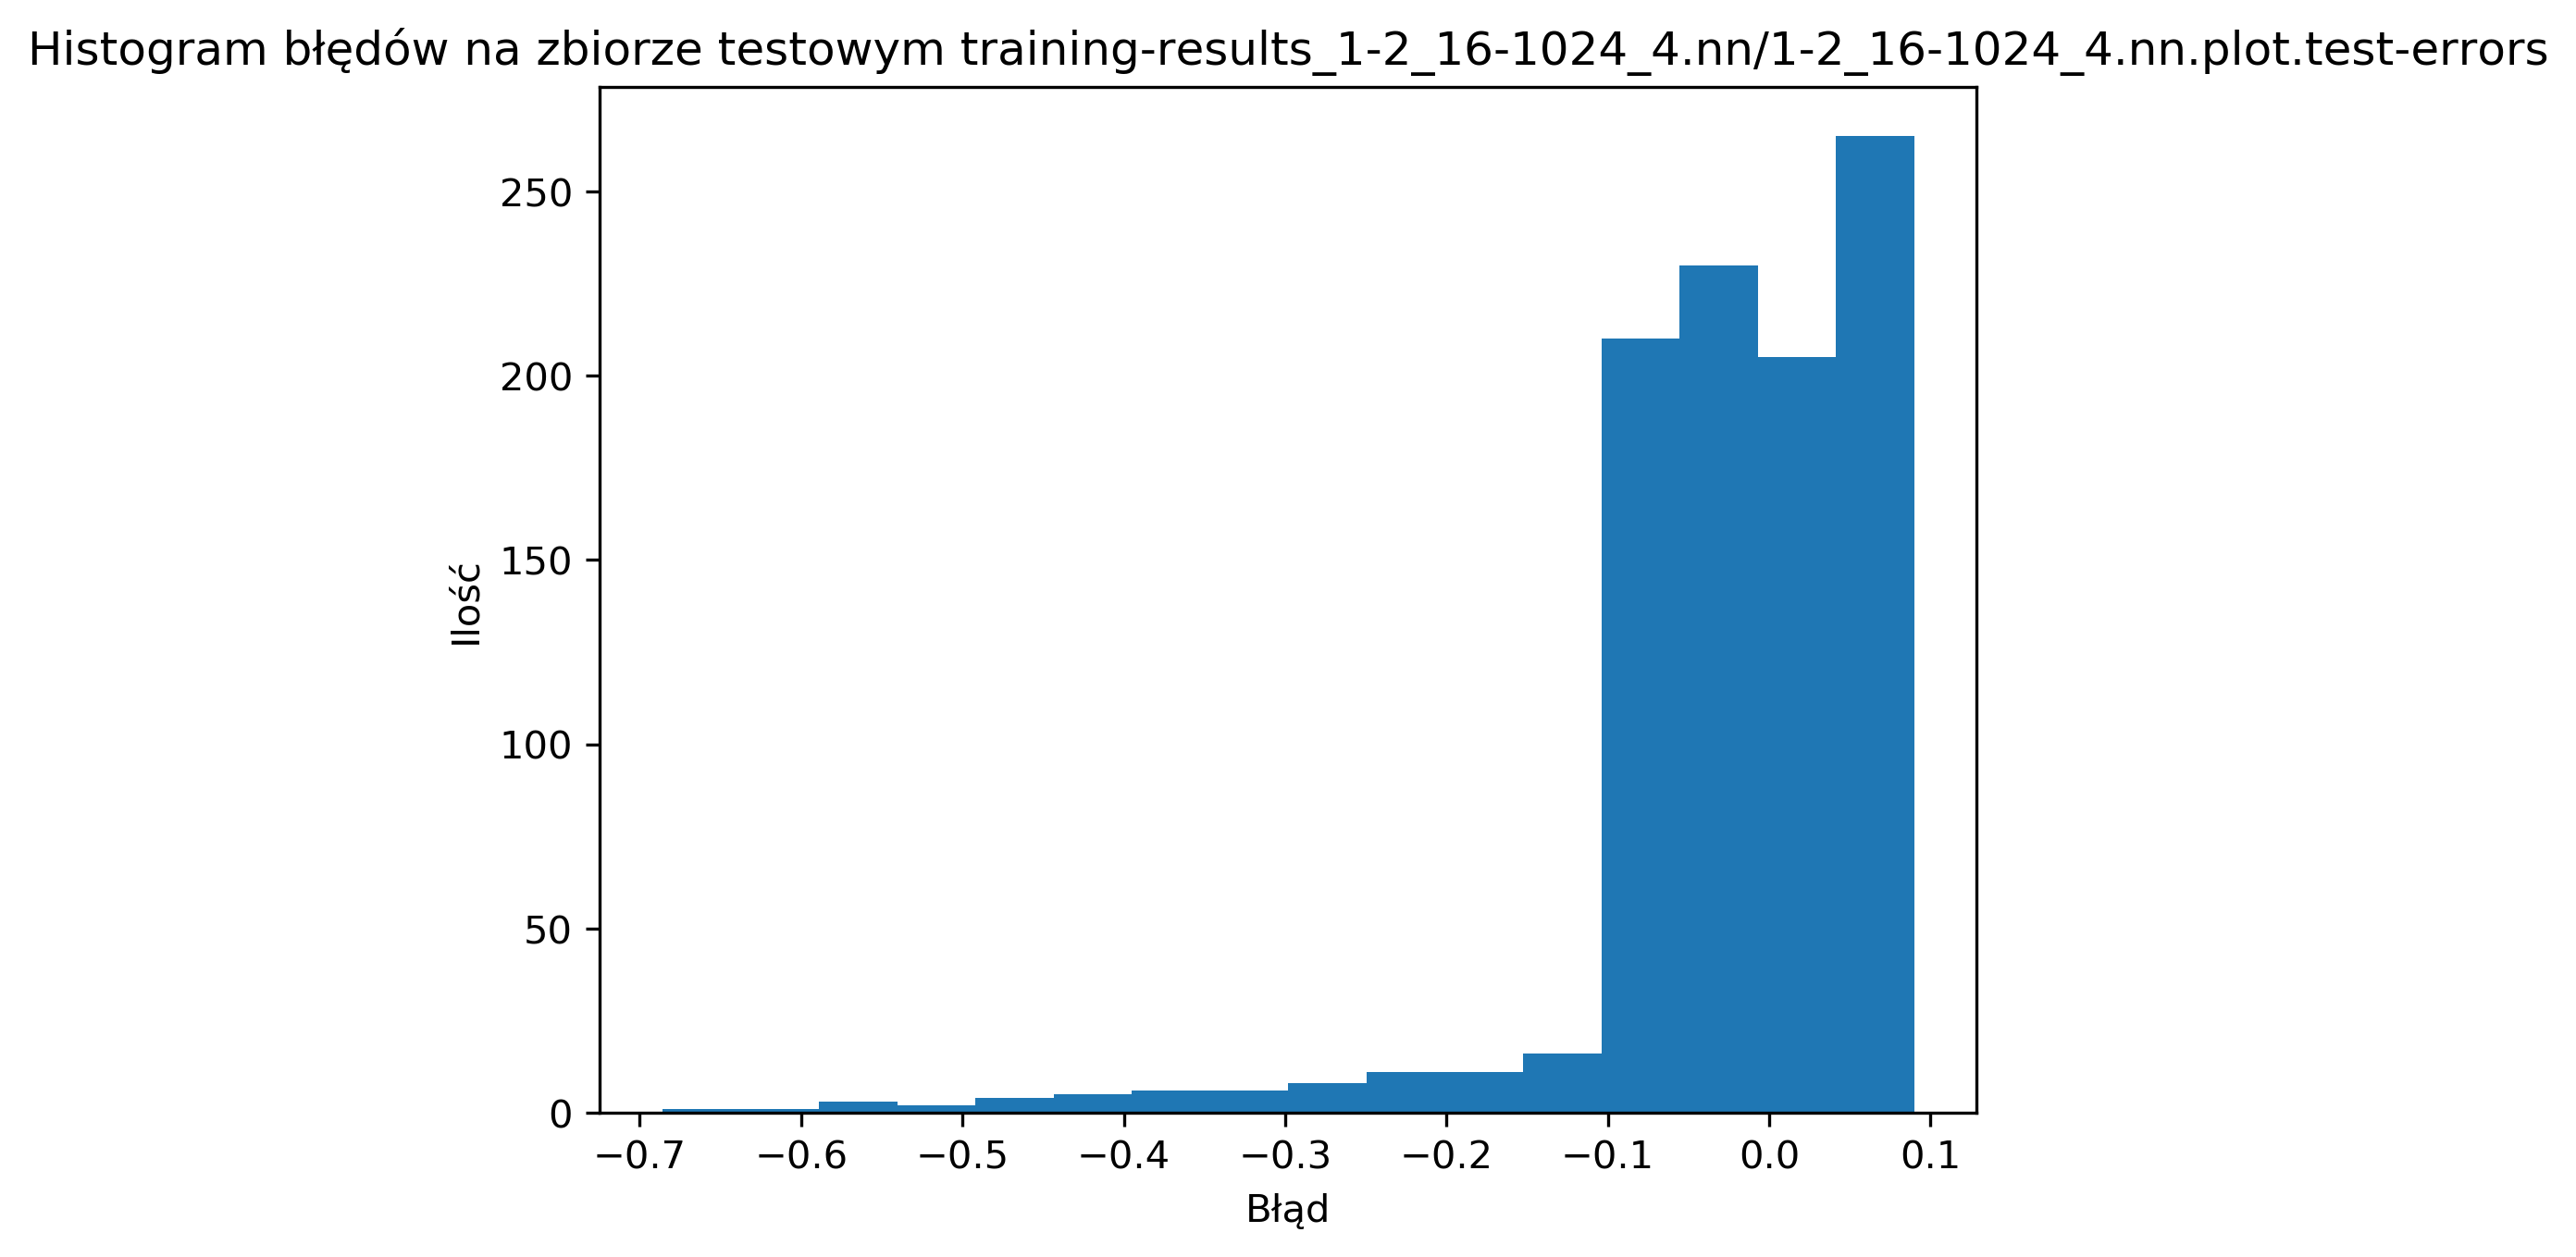 Histogram błędów na zbiorze testowym training-results_1-2_16-1024_4.nn/1-2_16-1024_4.nn.plot.test-errors
Ilość
250
200
150
100
50
0
−0.7 −0.6 −0.5 −0.4 −0.3 −0.2 −0.1 0.0 0.1
Błąd